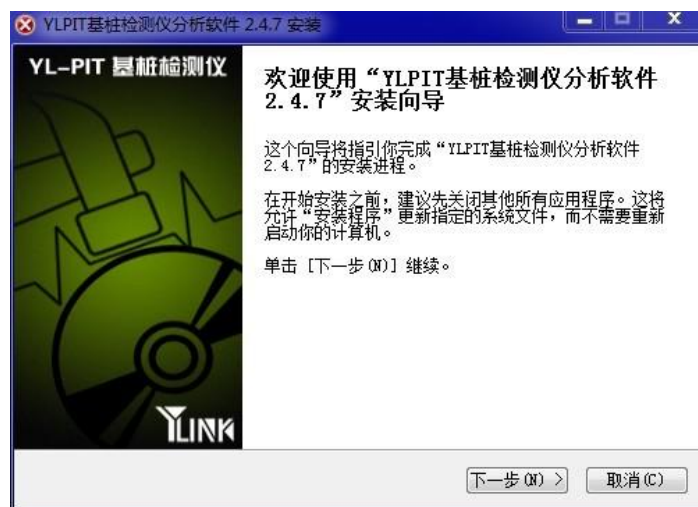 YLPIT基桩检测仪分析软件 2.4.7 安装
YL-PIT 基桩检测仪
欢迎使用“YLPIT基桩检测仪分析软件
2.4.7”安装向导
这个向导将指引你完成“YLPIT基桩检测仪分析软件
2.4.7”的安装进程。
在开始安装之前，建议先关闭其他所有应用程序。这将
允许“安装程序”更新指定的系统文件，而不需要重新
启动你的计算机。
单击 [下一步(N)] 继续。
YLINK
下一步(N) >
取消(C)